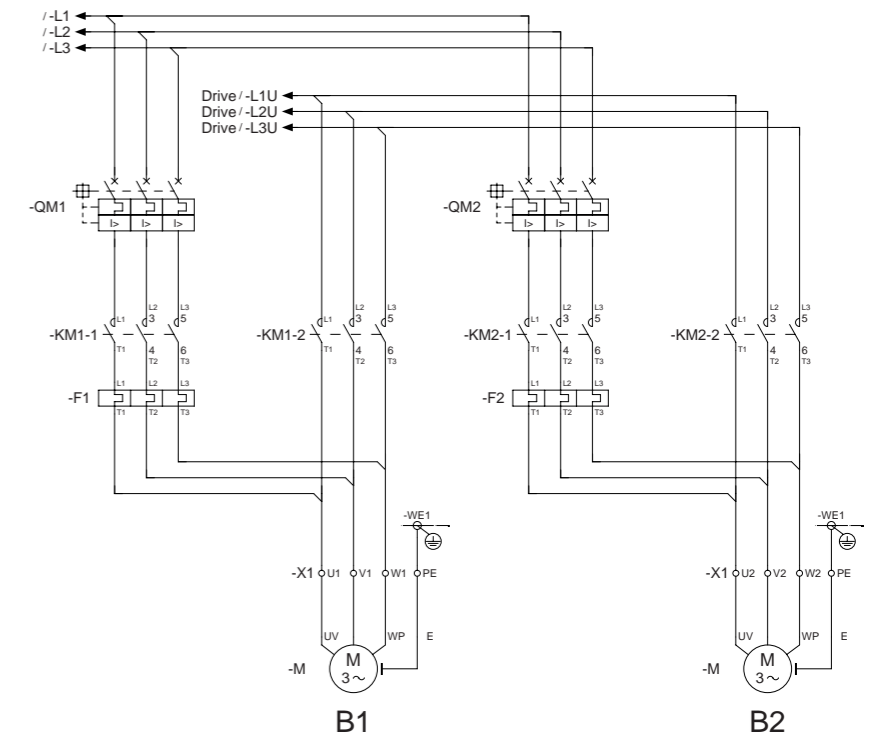 / -L1
/ -L2
/ -L3
Drive / -L1U
Drive / -L2U
Drive / -L3U
-QM1 I> I> I> -QM2 I> I> I>
L2 L3 L2 L3 L2 L3 L2 L3
-KM1-1 L1 3 5 -KM1-2 L1 3 5 -KM2-1 L1 3 5 -KM2-2 L1 3 5
T1 4 6 T1 4 6 T1 4 6 T1 4 6
T2 T3 T2 T3 T2 T3 T2 T3
L1 L2 L3 L1 L2 L3
-F1 -F2
T1 T2 T3 T1 T2 T3
-WE1 -WE1
-X1 U1 V1 W1 PE -X1 U2 V2 W2 PE
UV WP E UV WP E
-M M -M M
3~ 3~
B1 B2